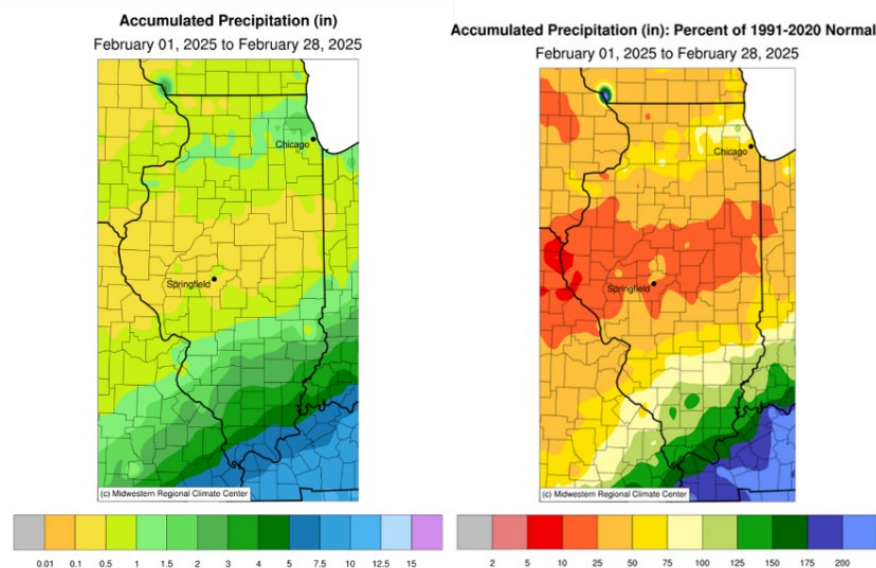 Accumulated Precipitation (in)
February 01, 2025 to February 28, 2025
Chicago
Springfield
(c) Midwestern Regional Climate Center
0.01 0.1 0.5 1 1.5 2 3 4 5 7.5 10 12.5 15
Accumulated Precipitation (in): Percent of 1991-2020 Normal
February 01, 2025 to February 28, 2025
Chicago
Springfield
(c) Midwestern Regional Climate Center
2 5 10 25 50 75 100 125 150 175 200